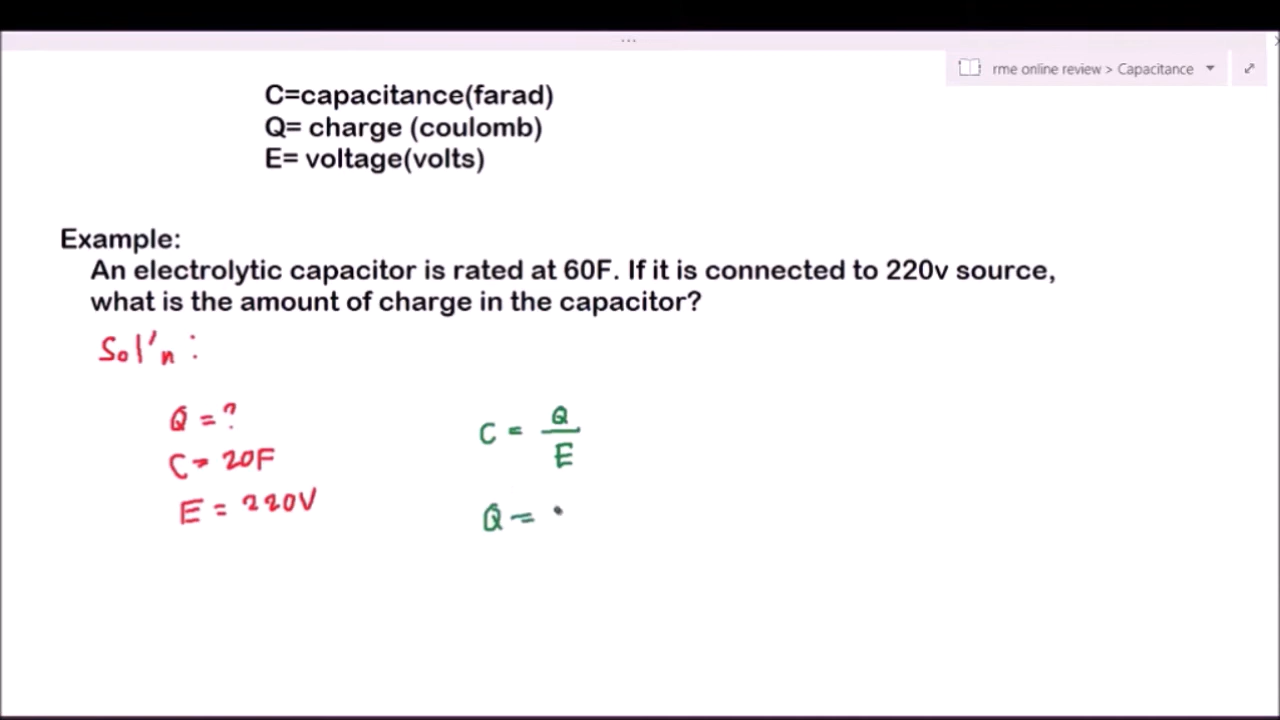 ...
rme online review > Capacitance
C=capacitance(farad)
Q= charge (coulomb)
E= voltage(volts)
Example:
An electrolytic capacitor is rated at 60F. If it is connected to 220v source,
what is the amount of charge in the capacitor?
Sol'n :
Q = ?
C = 20F
E = 220V
C = Q
E
Q =